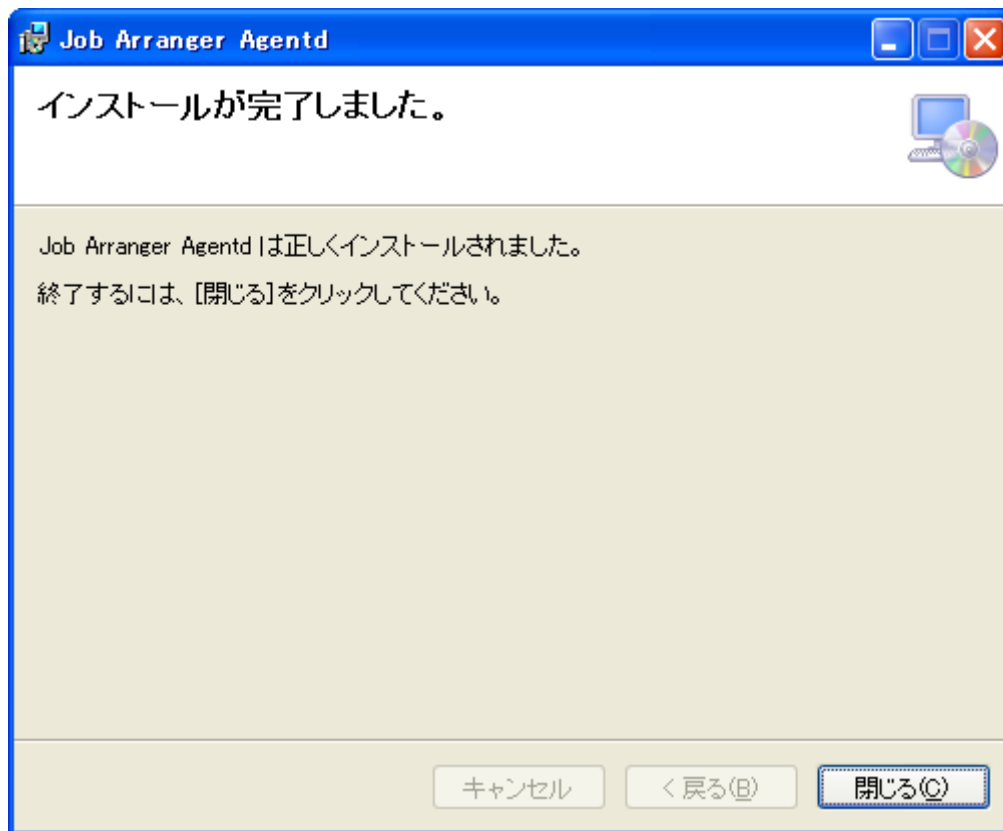 Job Arranger Agentd
インストールが完了しました。
Job Arranger Agentd は正しくインストールされました。
終了するには、[閉じる]をクリックしてください。
キャンセル
< 戻る(B)
閉じる(C)